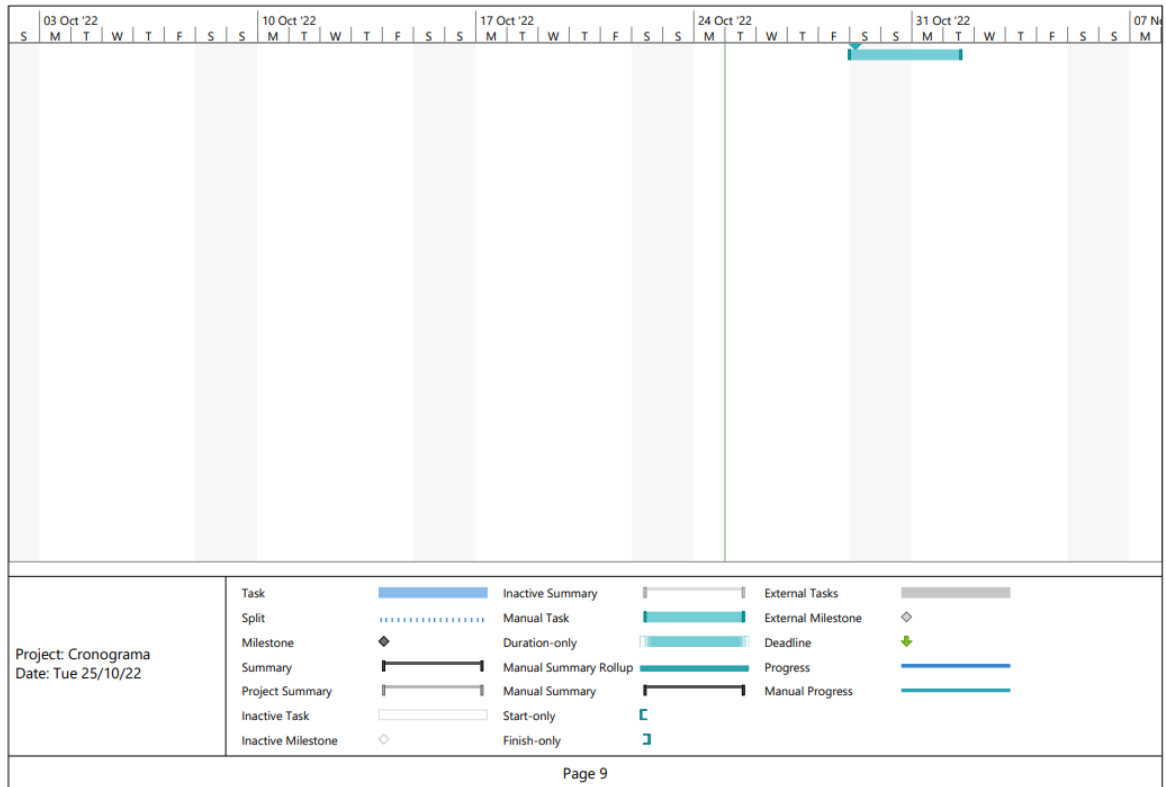 03 Oct '22 10 Oct '22 17 Oct '22 24 Oct '22 31 Oct '22 07 N
S M T W T F S S M T W T F S S M T W T F S S M T W T F S S M T W T F S S M
Task
Split
Milestone
Summary
Project Summary
Inactive Task
Inactive Milestone
Inactive Summary
Manual Task
Duration-only
Manual Summary Rollup
Manual Summary
Start-only
Finish-only
External Tasks
External Milestone
Deadline
Progress
Manual Progress
Project: Cronograma
Date: Tue 25/10/22
Page 9